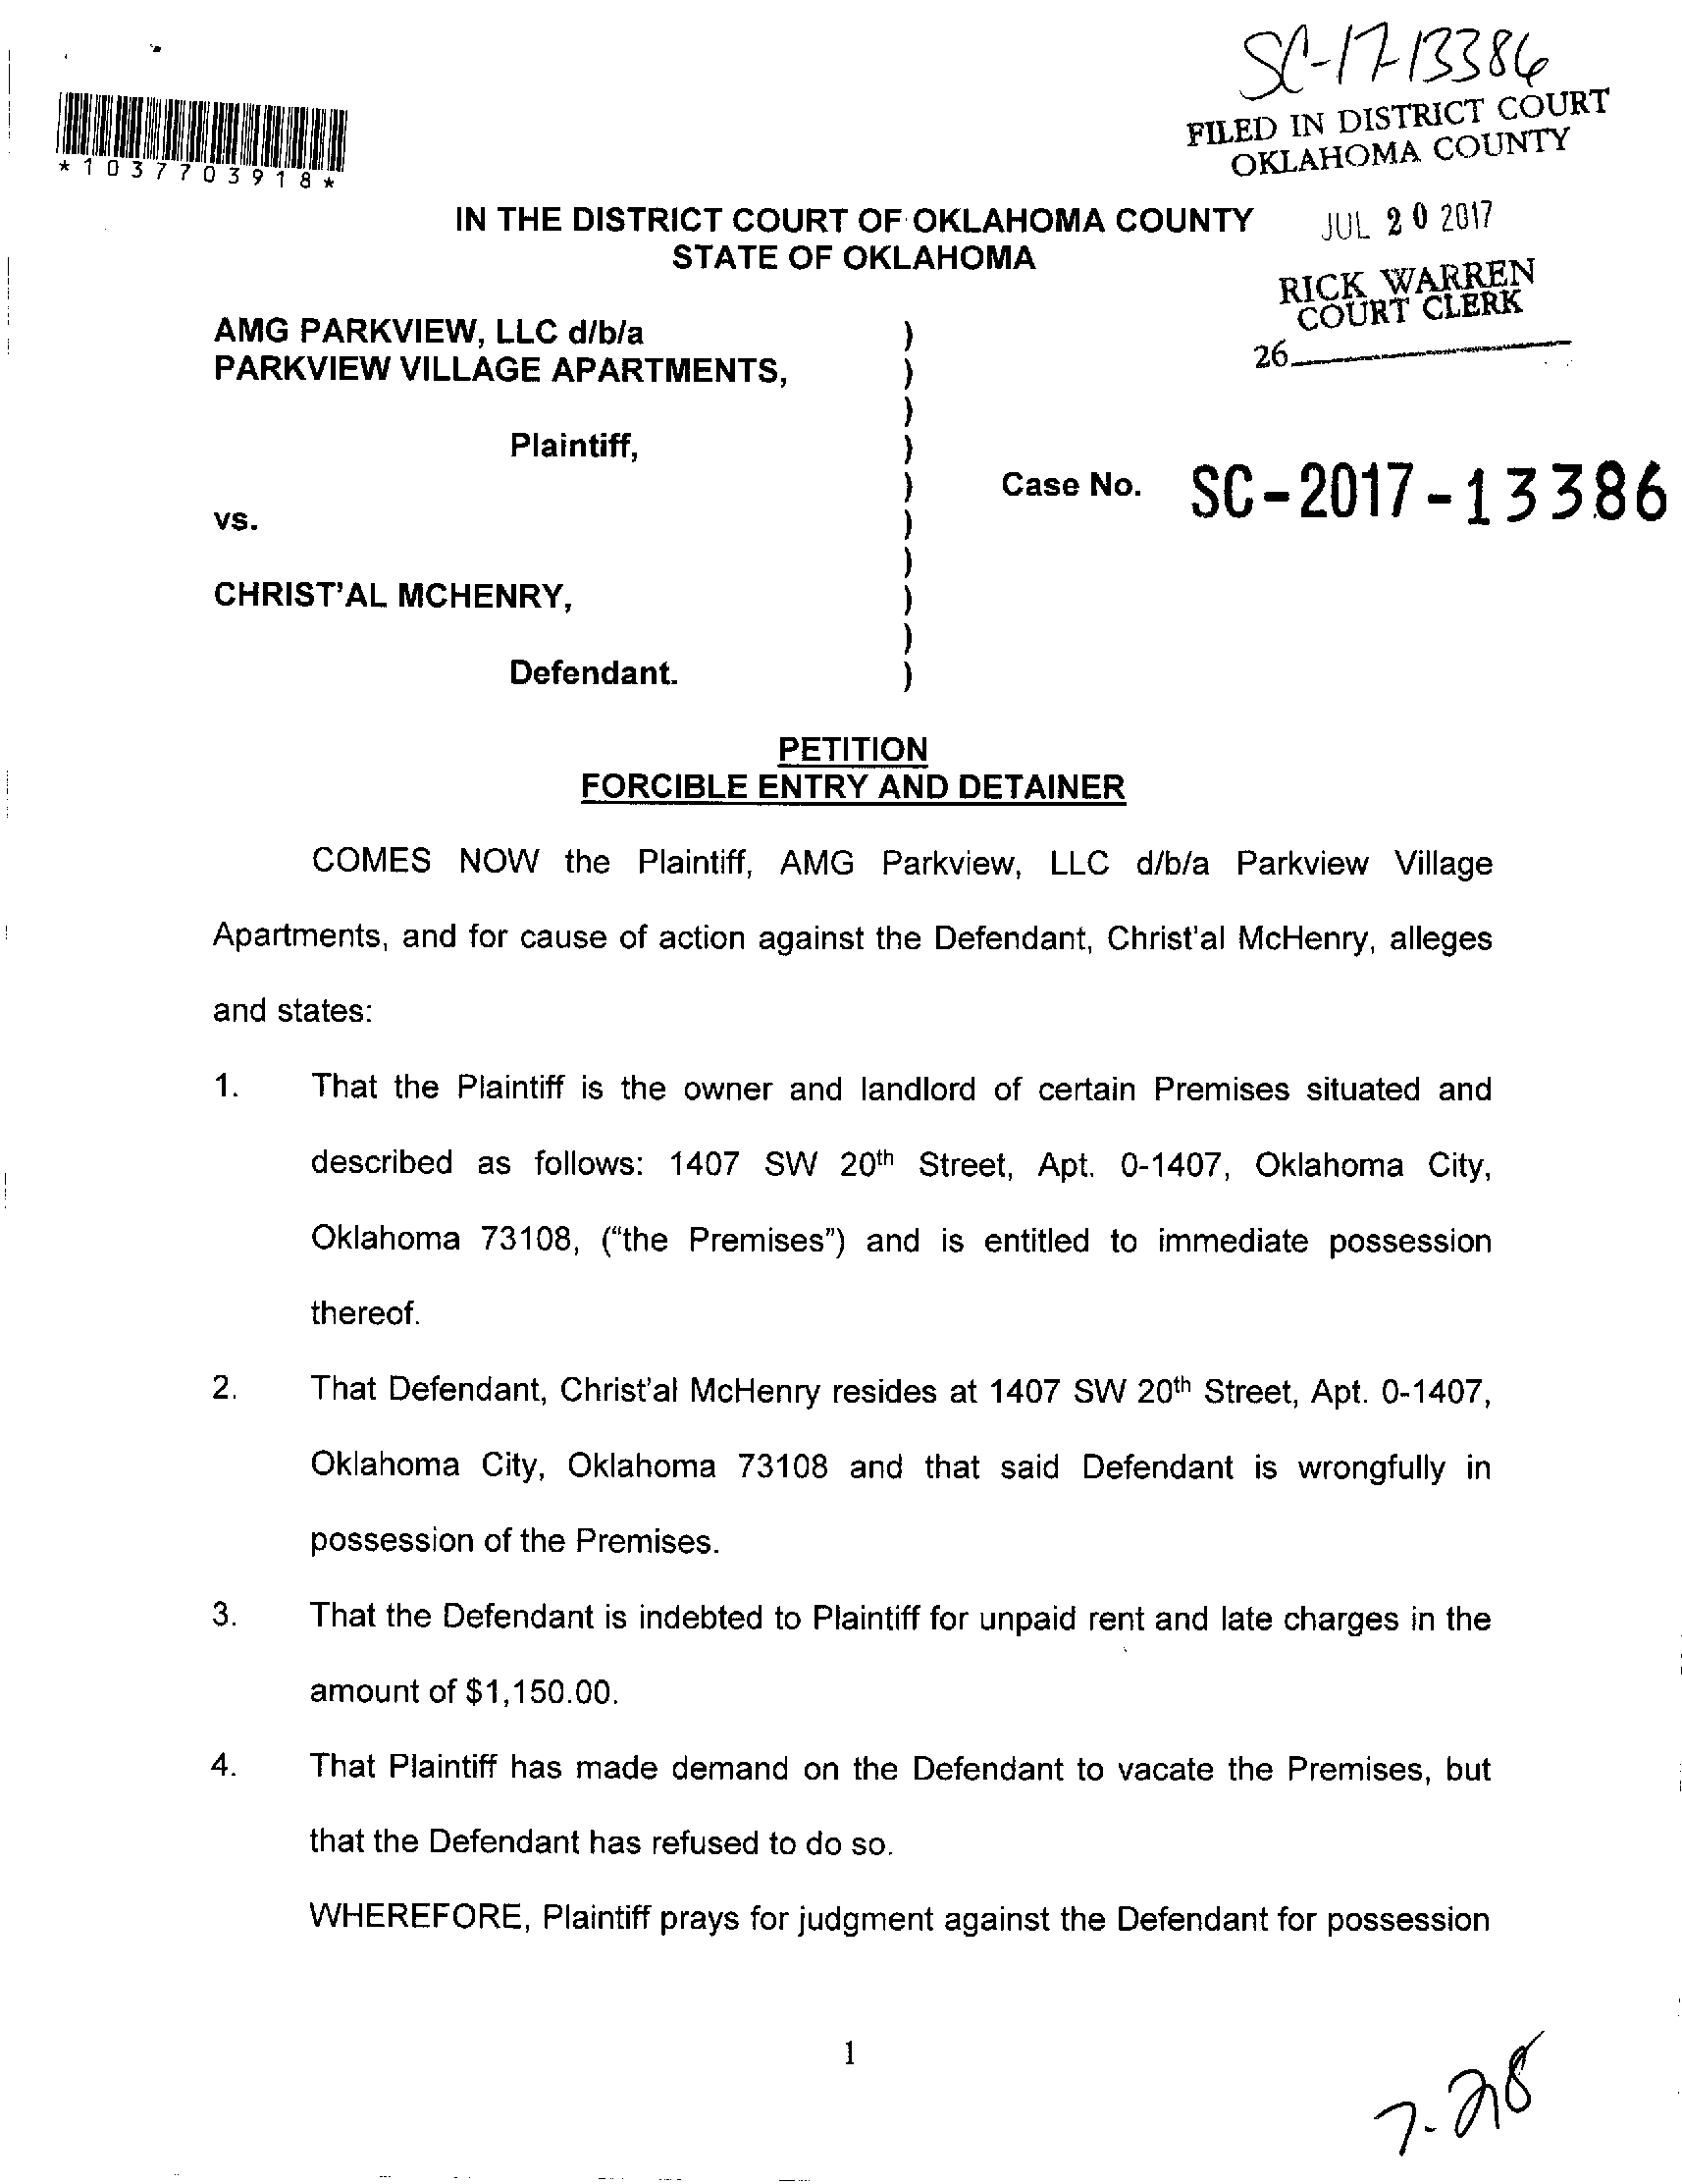 SC-17-13386
FILED IN DISTRICT COURT
OKLAHOMA COUNTY
*1037703918*
IN THE DISTRICT COURT OF OKLAHOMA COUNTY
STATE OF OKLAHOMA
JUL 20 2017
RICK WARREN
COURT CLERK
26
AMG PARKVIEW, LLC d/b/a )
PARKVIEW VILLAGE APARTMENTS, )
)
Plaintiff, )
) Case No. SC-2017-13386
vs. )
)
CHRIST'AL MCHENRY, )
)
Defendant. )
PETITION
FORCIBLE ENTRY AND DETAINER
COMES NOW the Plaintiff, AMG Parkview, LLC d/b/a Parkview Village
Apartments, and for cause of action against the Defendant, Christ'al McHenry, alleges
and states:
1. That the Plaintiff is the owner and landlord of certain Premises situated and
described as follows: 1407 SW 20th Street, Apt. 0-1407, Oklahoma City,
Oklahoma 73108, ("the Premises") and is entitled to immediate possession
thereof.
2. That Defendant, Christ'al McHenry resides at 1407 SW 20th Street, Apt. 0-1407,
Oklahoma City, Oklahoma 73108 and that said Defendant is wrongfully in
possession of the Premises.
3. That the Defendant is indebted to Plaintiff for unpaid rent and late charges in the
amount of $1,150.00.
4. That Plaintiff has made demand on the Defendant to vacate the Premises, but
that the Defendant has refused to do so.
WHEREFORE, Plaintiff prays for judgment against the Defendant for possession
1
7-28